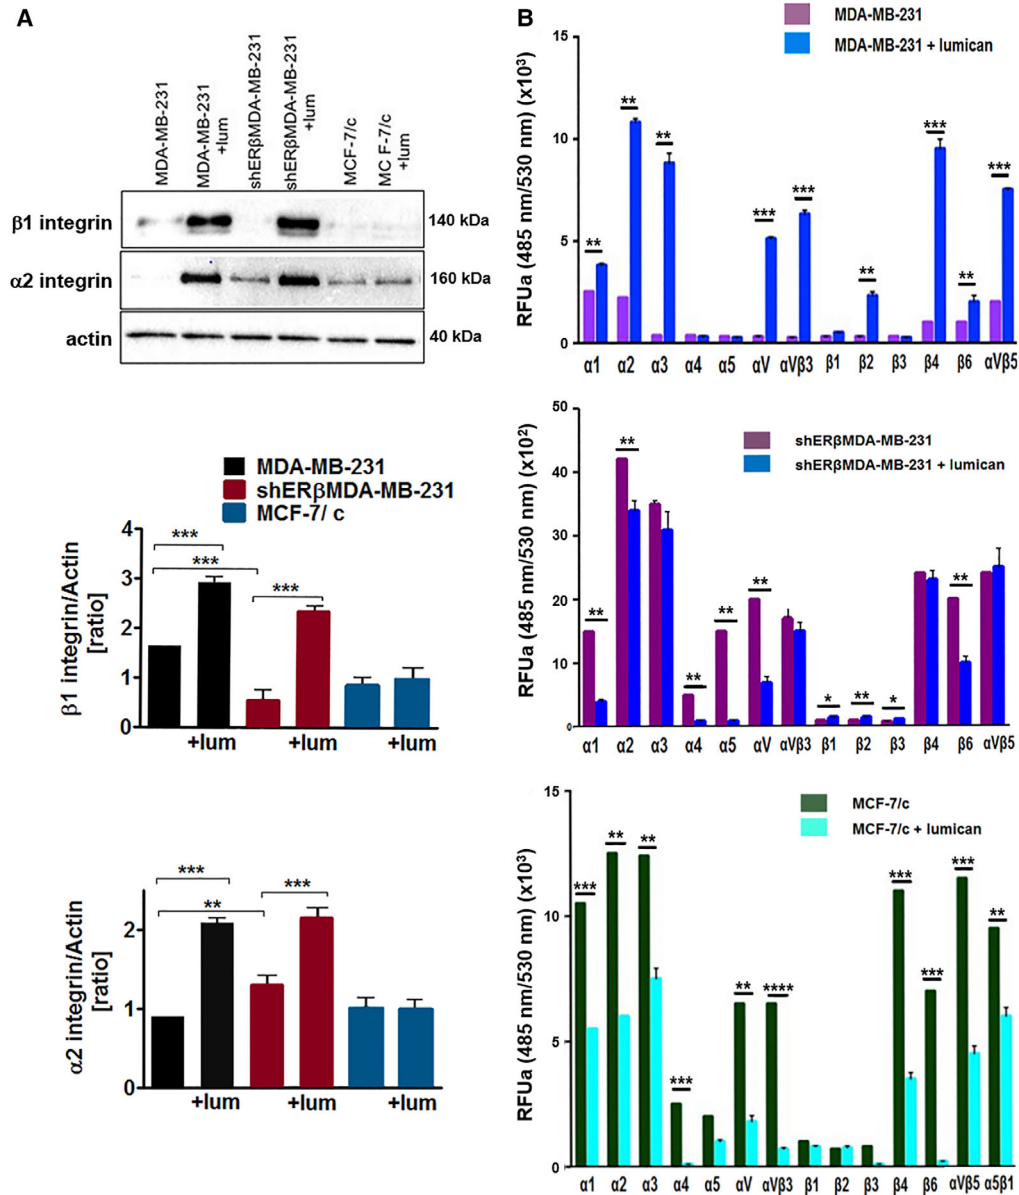 A
MDA-MB-231
MDA-MB-231
+lum
shERβMDA-MB-231
shERβMDA-MB-231
+lum
MCF-7/c
MC F-7/c
+lum
β1 integrin
140 kDa
α2 integrin
160 kDa
actin
40 kDa
MDA-MB-231
shERβMDA-MB-231
MCF-7/ c
β1 integrin/Actin
[ratio]
4
3
2
1
0
***
***
***
+lum
+lum
+lum
α2 integrin/Actin
[ratio]
2
1
0
***
**
***
+lum
+lum
+lum
B
MDA-MB-231
MDA-MB-231 + lumican
RFUa (485 nm/530 nm) (x10³)
15
10
5
0
** ** ** *** *** ** *** ** ***
α1 α2 α3 α4 α5 αV αVβ3 β1 β2 β3 β4 β6 αVβ5
shERβMDA-MB-231
shERβMDA-MB-231 + lumican
RFUa (485 nm/530 nm) (x10²)
50
40
30
20
10
0
** ** ** ** ** * ** * **
α1 α2 α3 α4 α5 αV αVβ3 β1 β2 β3 β4 β6 αVβ5
MCF-7/c
MCF-7/c + lumican
RFUa (485 nm/530 nm) (x10³)
15
10
5
0
*** ** ** *** ** **** *** *** *** **
α1 α2 α3 α4 α5 αV αVβ3 β1 β2 β3 β4 β6 αVβ5 α5β1